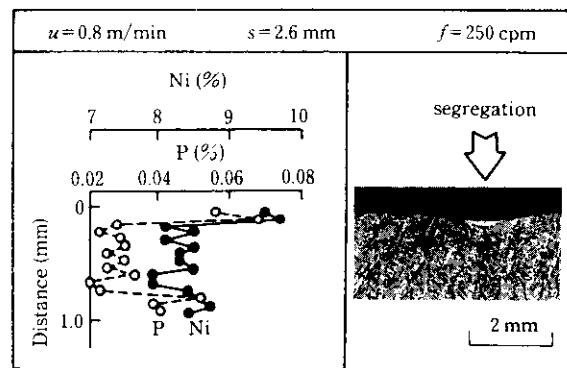 u=0.8 m/min s=2.6 mm f=250 cpm
Ni (%)
7 8 9 10
P (%)
0.02 0.04 0.06 0.08
0
1.0
Distance (mm)
P Ni
segregation
2 mm